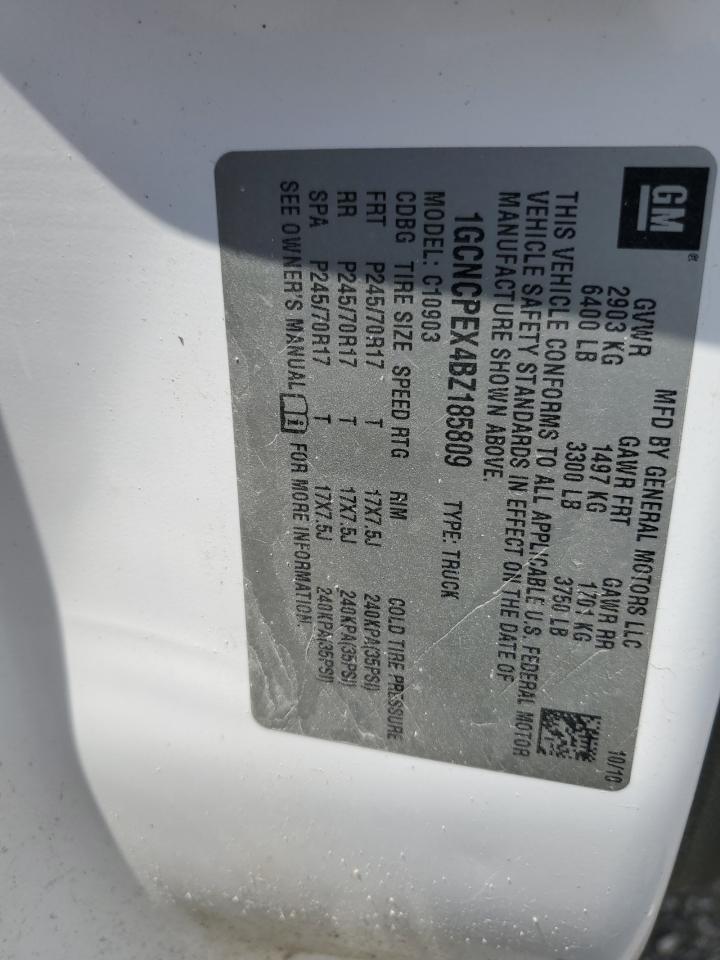 GM®
MFD BY GENERAL MOTORS LLC 10/10
GVWR GAWR FRT GAWR RR
2903 KG 1497 KG 1701 KG
6400 LB 3300 LB 3750 LB
THIS VEHICLE CONFORMS TO ALL APPLICABLE U.S. FEDERAL MOTOR
VEHICLE SAFETY STANDARDS IN EFFECT ON THE DATE OF
MANUFACTURE SHOWN ABOVE.
1GCNCPEX4BZ185809 TYPE: TRUCK
MODEL: C10903
CDBG TIRE SIZE SPEED RTG RIM COLD TIRE PRESSURE
FRT P245/70R17 T 17X7.5J 240KPA(35PSI)
RR P245/70R17 T 17X7.5J 240KPA(35PSI)
SPA P245/70R17 T 17X7.5J 240KPA(35PSI)
SEE OWNER'S MANUAL i FOR MORE INFORMATION.